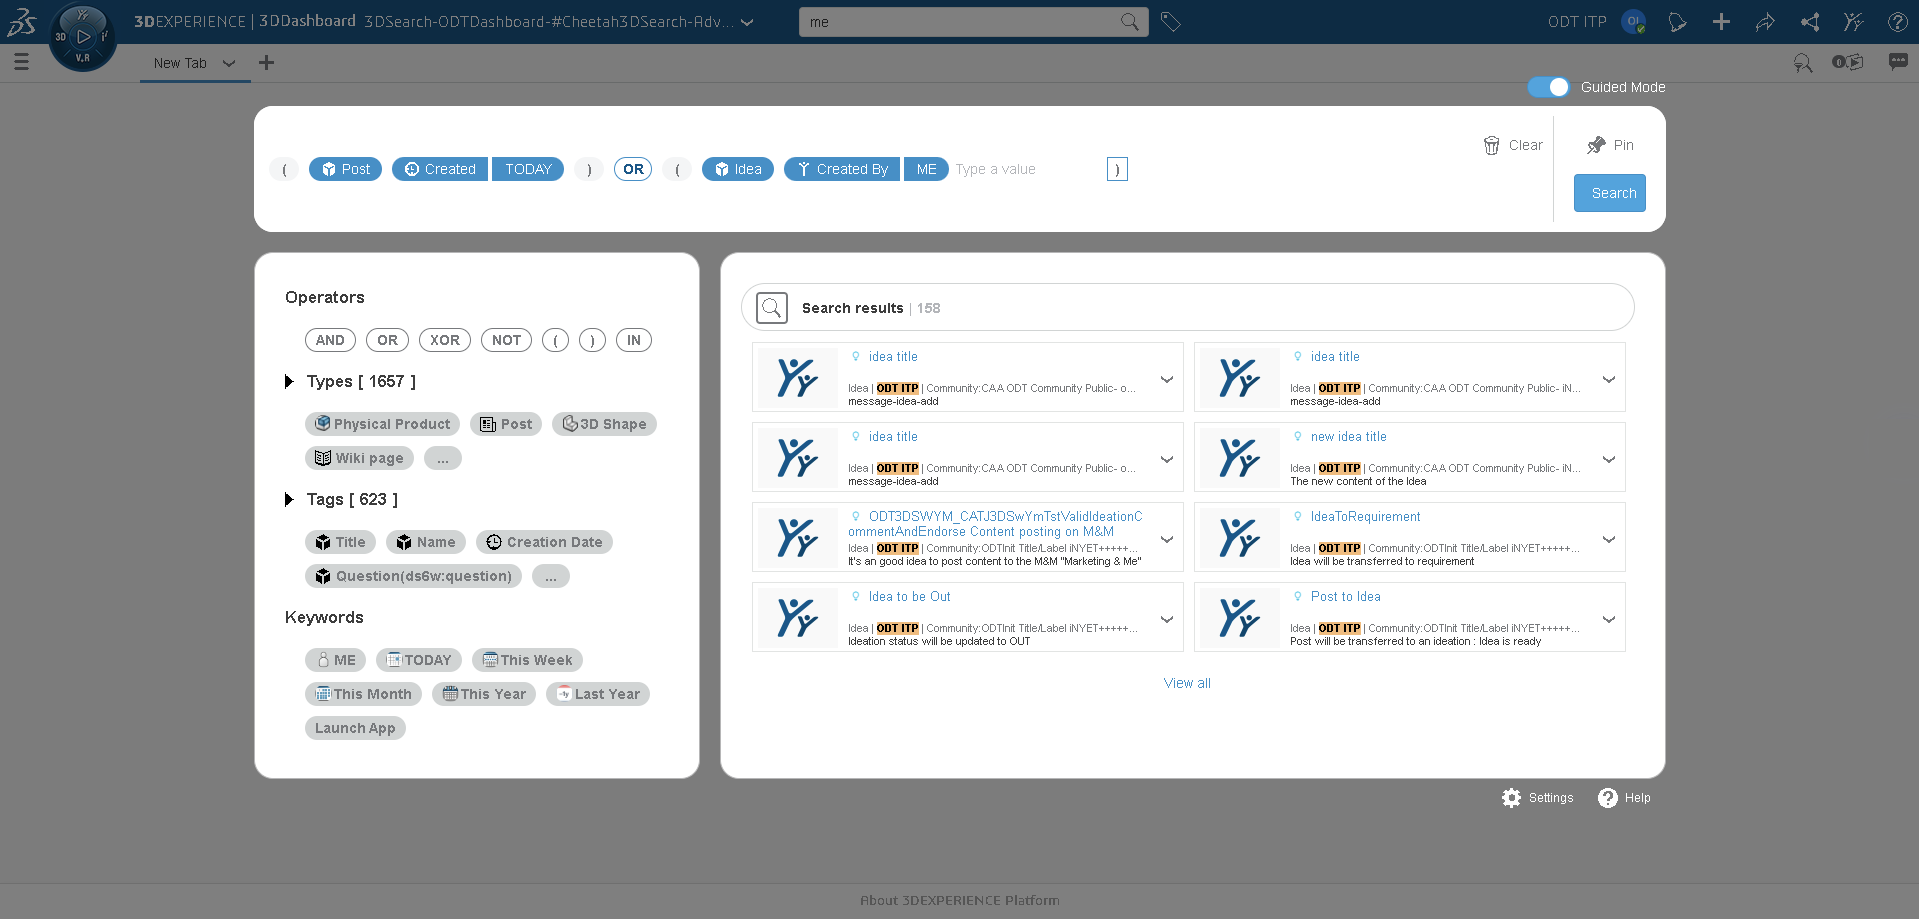 3DEXPERIENCE | 3DDashboard 3DSearch-ODTDashboard-#Cheetah3DSearch-Adv...
me
ODT ITP
OI
3D
V.R
New Tab
0
Guided Mode
( Post Created TODAY ) OR ( Idea Created By ME Type a value )
Clear
Pin
Search
Operators
AND OR XOR NOT ( ) IN
Types [ 1657 ]
Physical Product Post 3D Shape
Wiki page ...
Tags [ 623 ]
Title Name Creation Date
Question(ds6w:question) ...
Keywords
ME TODAY This Week
This Month This Year Last Year
Launch App
Search results | 158
idea title
Idea | ODT ITP | Community:CAA ODT Community Public- o...
message-idea-add
idea title
Idea | ODT ITP | Community:CAA ODT Community Public- iN...
message-idea-add
idea title
Idea | ODT ITP | Community:CAA ODT Community Public- o...
message-idea-add
new idea title
Idea | ODT ITP | Community:CAA ODT Community Public- iN...
The new content of the Idea
ODT3DSWYM_CATJ3DSwYmTstValidIdeationC
ommentAndEndorse Content posting on M&M
Idea | ODT ITP | Community:ODTInit Title/Label iNYET+++++...
It's an good idea to post content to the M&M "Marketing & Me"
IdeaToRequirement
Idea | ODT ITP | Community:ODTInit Title/Label iNYET+++++...
Idea will be transferred to requirement
Idea to be Out
Idea | ODT ITP | Community:ODTInit Title/Label iNYET+++++...
Ideation status will be updated to OUT
Post to Idea
Idea | ODT ITP | Community:ODTInit Title/Label iNYET+++++...
Post will be transferred to an ideation : Idea is ready
View all
Settings
Help
About 3DEXPERIENCE Platform